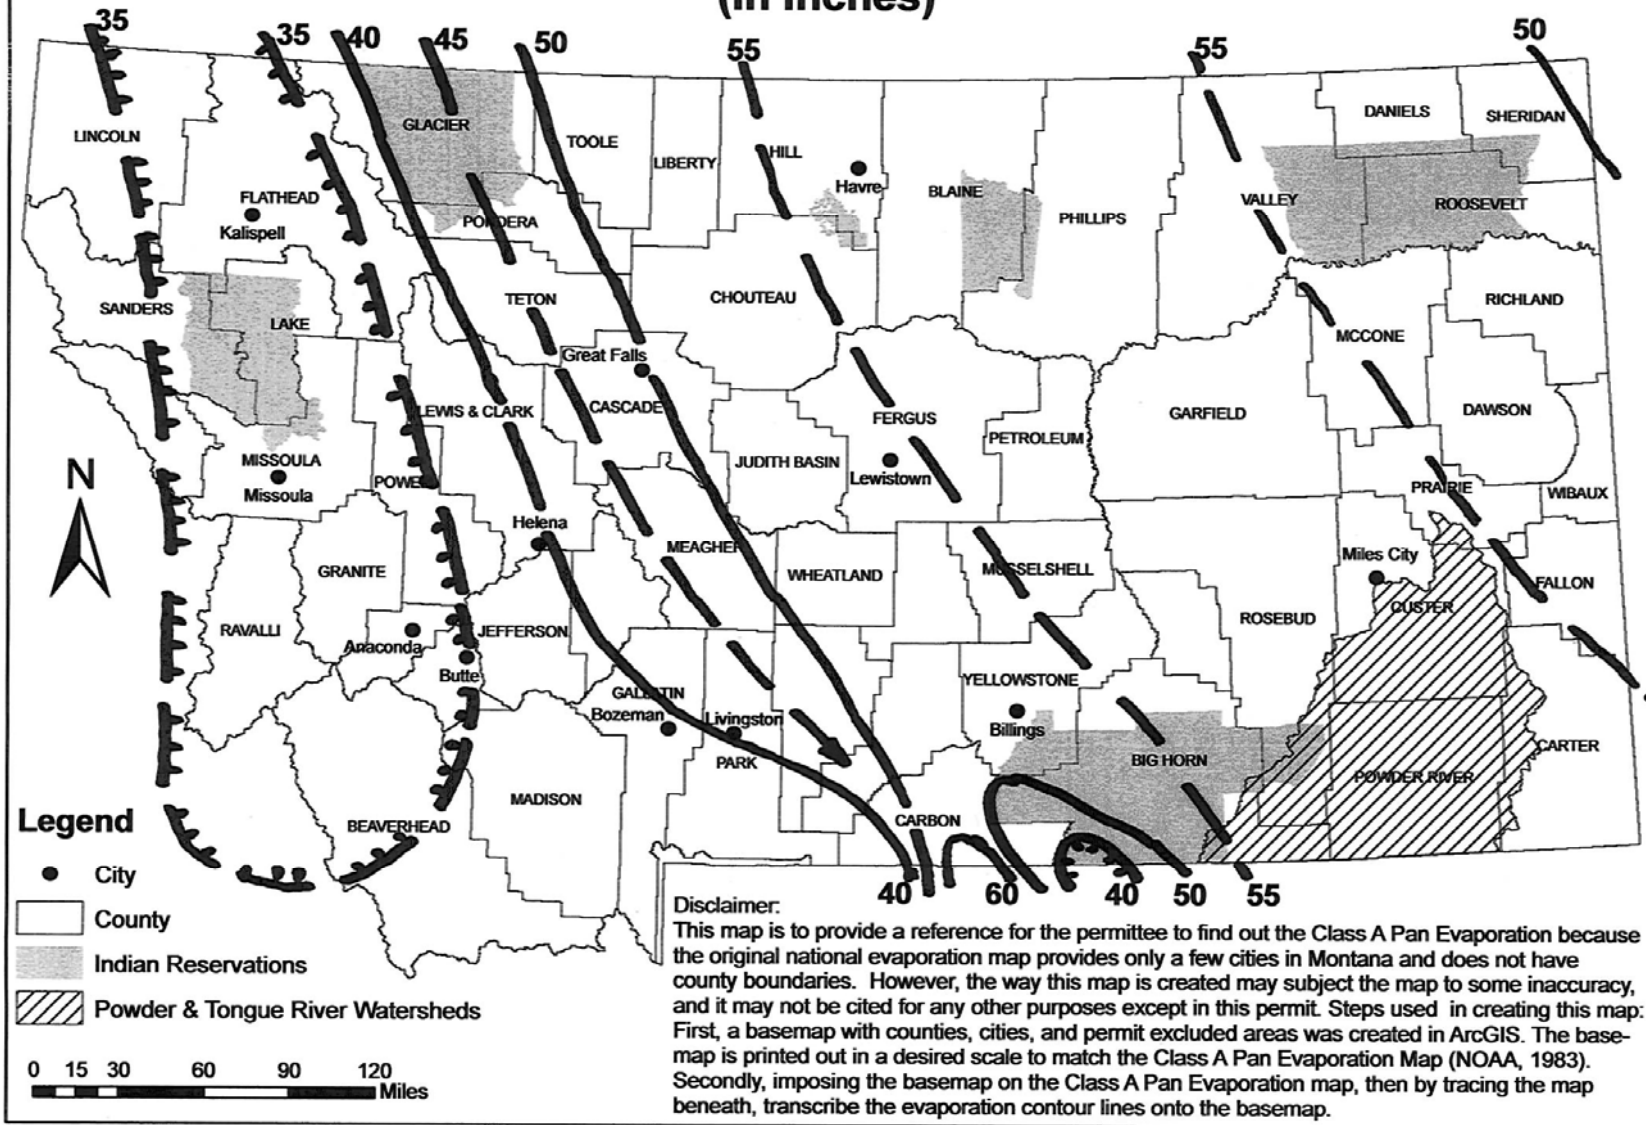 (in inches)
35
35
40
45
50
55
55
50
LINCOLN
GLACIER
TOOLE
LIBERTY
HILL
Havre
BLAINE
PHILLIPS
VALLEY
DANIELS
SHERIDAN
ROOSEVELT
FLATHEAD
Kalispell
PONDERA
SANDERS
LAKE
TETON
CHOUTEAU
RICHLAND
MCCONE
Great Falls
LEWIS & CLARK
CASCADE
FERGUS
GARFIELD
DAWSON
PETROLEUM
JUDITH BASIN
Lewistown
N
MISSOULA
Missoula
POWELL
PRAIRIE
WIBAUX
Helena
MEAGHER
WHEATLAND
MUSSELSHELL
Miles City
FALLON
GRANITE
CUSTER
RAVALLI
JEFFERSON
ROSEBUD
Anaconda
Butte
GALLATIN
Bozeman
Livingston
YELLOWSTONE
Billings
PARK
BIG HORN
CARTER
POWDER RIVER
MADISON
BEAVERHEAD
CARBON
40
60
40
50
55
Legend
City
County
Indian Reservations
Powder & Tongue River Watersheds
0 15 30 60 90 120
Miles
Disclaimer:
This map is to provide a reference for the permittee to find out the Class A Pan Evaporation because
the original national evaporation map provides only a few cities in Montana and does not have
county boundaries. However, the way this map is created may subject the map to some inaccuracy,
and it may not be cited for any other purposes except in this permit. Steps used in creating this map:
First, a basemap with counties, cities, and permit excluded areas was created in ArcGIS. The base-
map is printed out in a desired scale to match the Class A Pan Evaporation Map (NOAA, 1983).
Secondly, imposing the basemap on the Class A Pan Evaporation map, then by tracing the map
beneath, transcribe the evaporation contour lines onto the basemap.